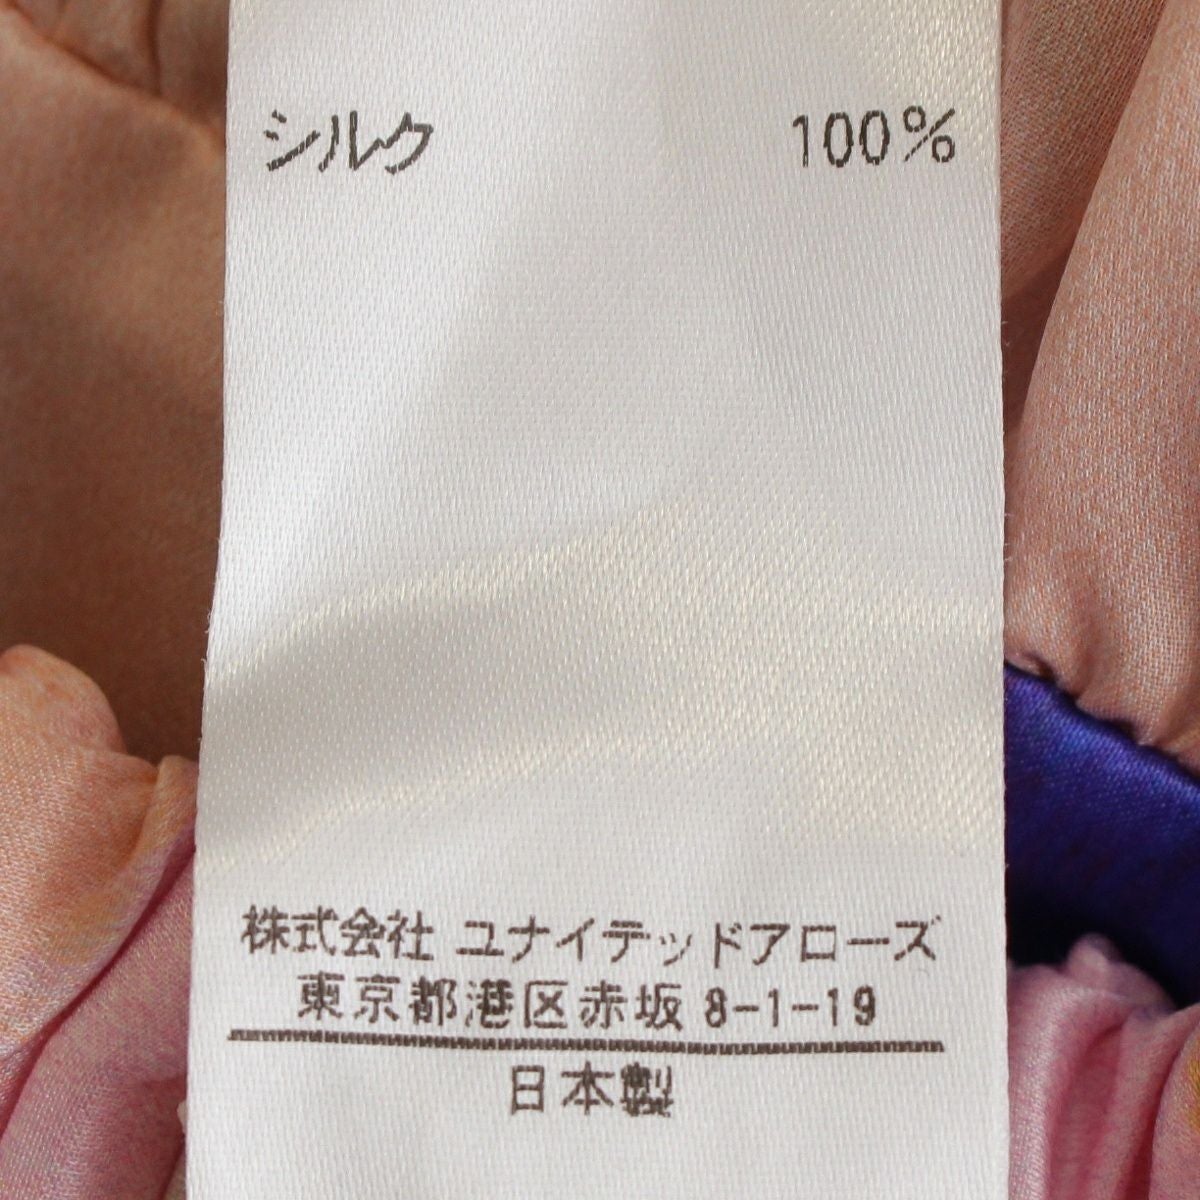 シルク 100%
株式会社 ユナイテッドアローズ
東京都港区赤坂 8-1-19
日本製